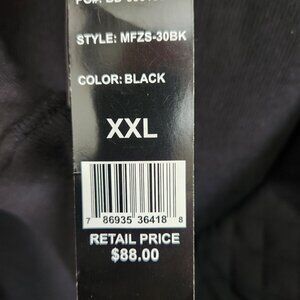 STYLE: MFZS-30BK
COLOR: BLACK
XXL
7 86935 36418 8
RETAIL PRICE
$88.00